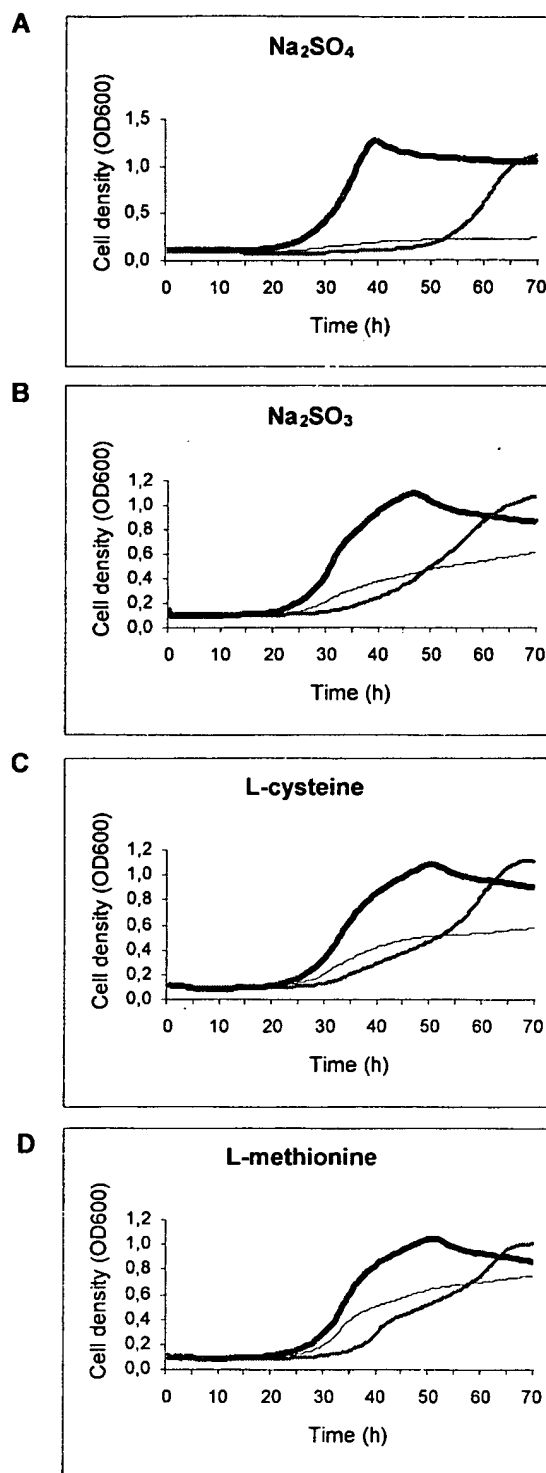 A
Na₂SO₄
Cell density (OD600)
1,5
1,0
0,5
0,0
0 10 20 30 40 50 60 70
Time (h)
B
Na₂SO₃
Cell density (OD600)
1,2
1,0
0,8
0,6
0,4
0,2
0,0
0 10 20 30 40 50 60 70
Time (h)
C
L-cysteine
Cell density (OD600)
1,2
1,0
0,8
0,6
0,4
0,2
0,0
0 10 20 30 40 50 60 70
Time (h)
D
L-methionine
Cell density (OD600)
1,2
1,0
0,8
0,6
0,4
0,2
0,0
0 10 20 30 40 50 60 70
Time (h)